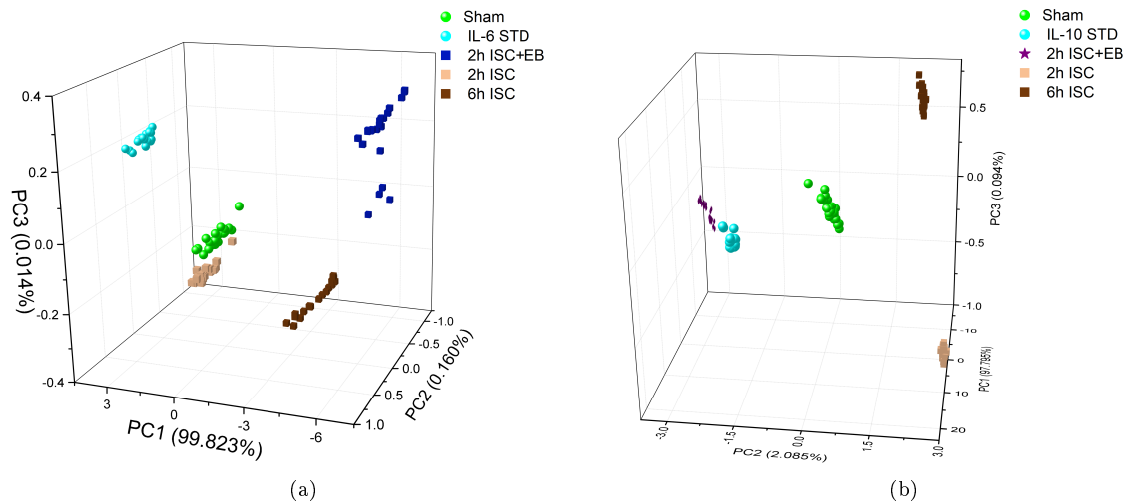 Sham
IL-6 STD
2h ISC+EB
2h ISC
6h ISC
0.4
0.2
0.0
-0.2
-0.4
PC3 (0.014%)
3
0
-3
-6
PC1 (99.823%)
-1.0
-0.5
0.0
0.5
1.0
PC2 (0.160%)
(a)
Sham
IL-10 STD
2h ISC+EB
2h ISC
6h ISC
0.5
0.0
-0.5
-1.0
PC3 (0.094%)
-10
0
10
20
PC1 (97.795%)
-3.0
-1.5
0.0
1.5
3.0
PC2 (2.085%)
(b)